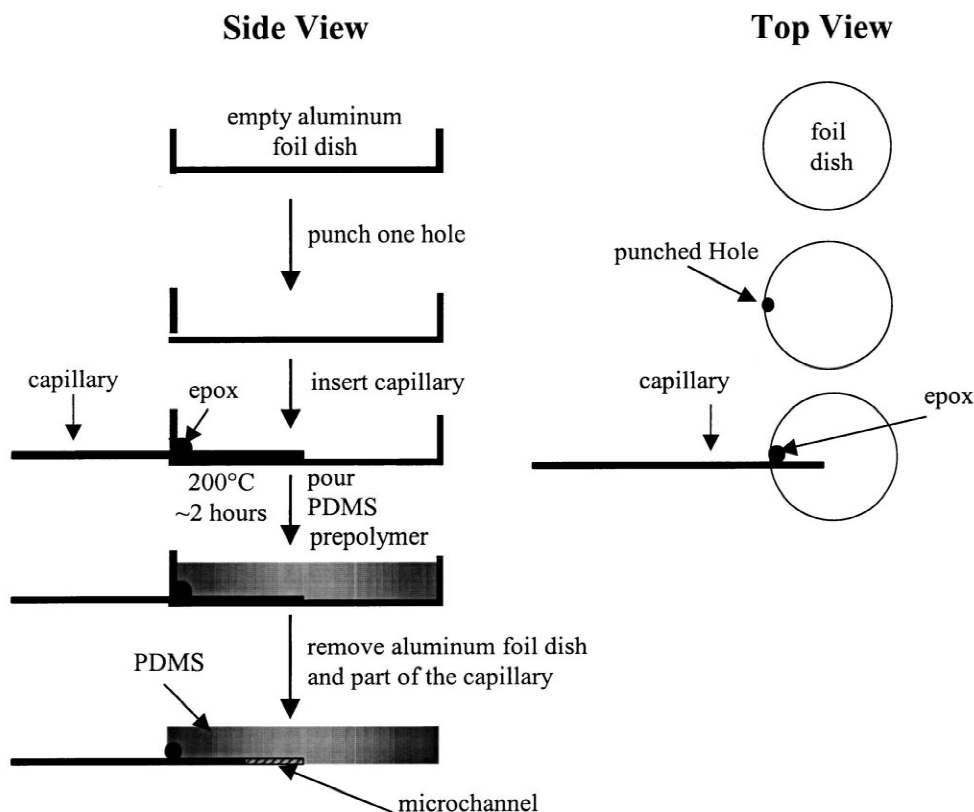 Side View
Top View
empty aluminum
foil dish
foil
dish
punch one hole
punched Hole
capillary
epox
insert capillary
capillary
epox
200°C
~2 hours
pour
PDMS
prepolymer
remove aluminum foil dish
and part of the capillary
PDMS
microchannel